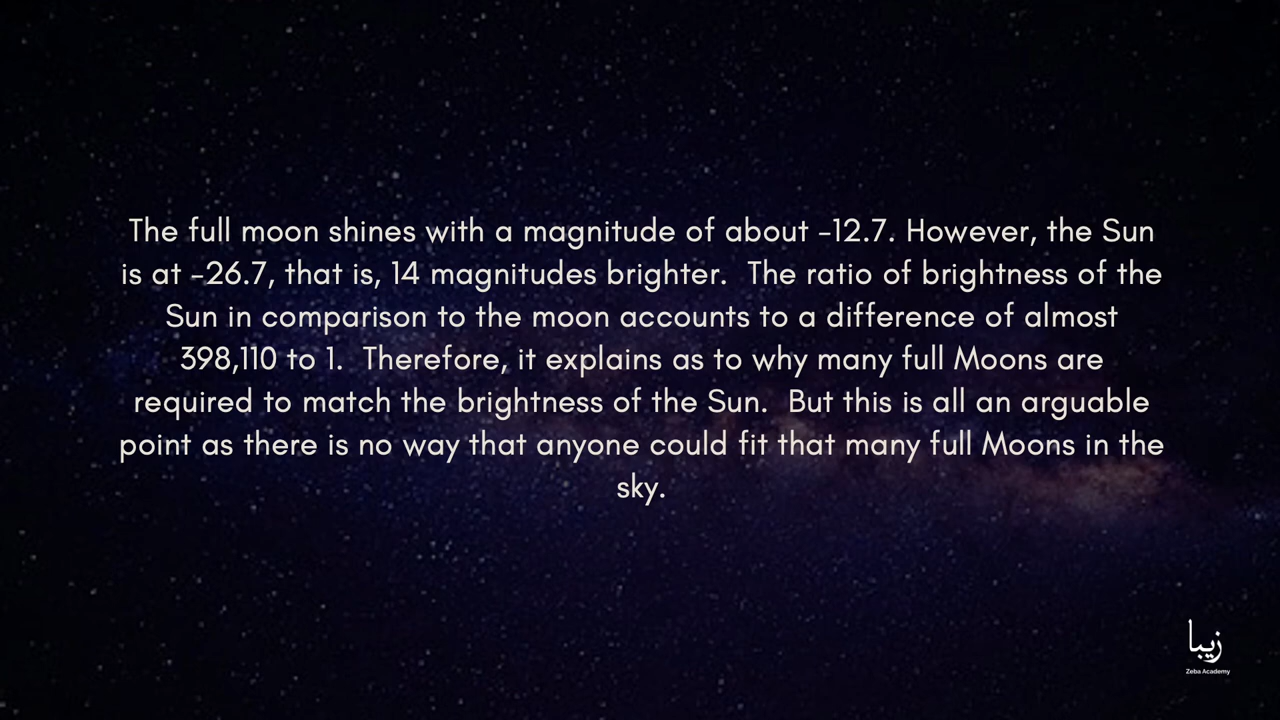 The full moon shines with a magnitude of about -12.7. However, the Sun
is at -26.7, that is, 14 magnitudes brighter.  The ratio of brightness of the
Sun in comparison to the moon accounts to a difference of almost
398,110 to 1.  Therefore, it explains as to why many full Moons are
required to match the brightness of the Sun.  But this is all an arguable
point as there is no way that anyone could fit that many full Moons in the
sky.
زیبا
Zeba Academy